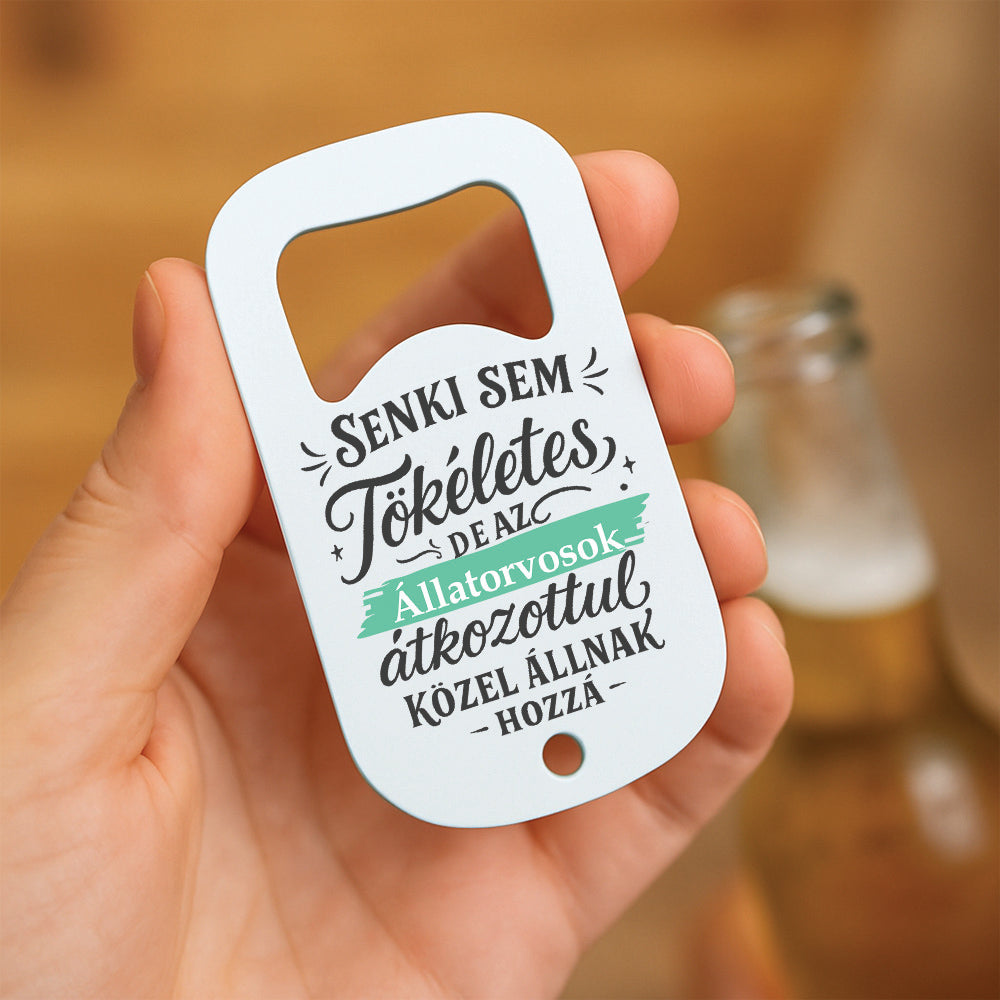 SENKI SEM
Tökéletes
DE AZ
Állatorvosok
átkozottul
KÖZEL ÁLLNAK
- HOZZÁ -